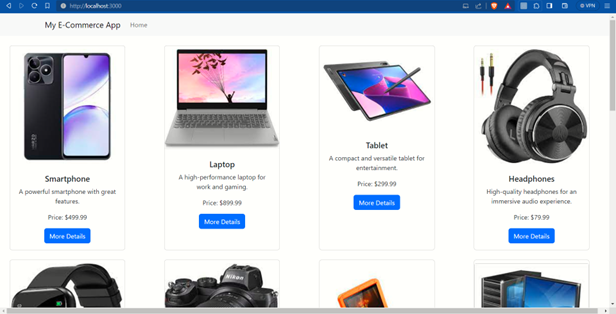 http://localhost:3000
VPN
My E-Commerce App
Home
Smartphone
A powerful smartphone with great
features.
Price: $499.99
More Details
Laptop
A high-performance laptop for
work and gaming.
Price: $899.99
More Details
Tablet
A compact and versatile tablet for
entertainment.
Price: $299.99
More Details
Headphones
High-quality headphones for an
immersive audio experience.
Price: $79.99
More Details
Nikon